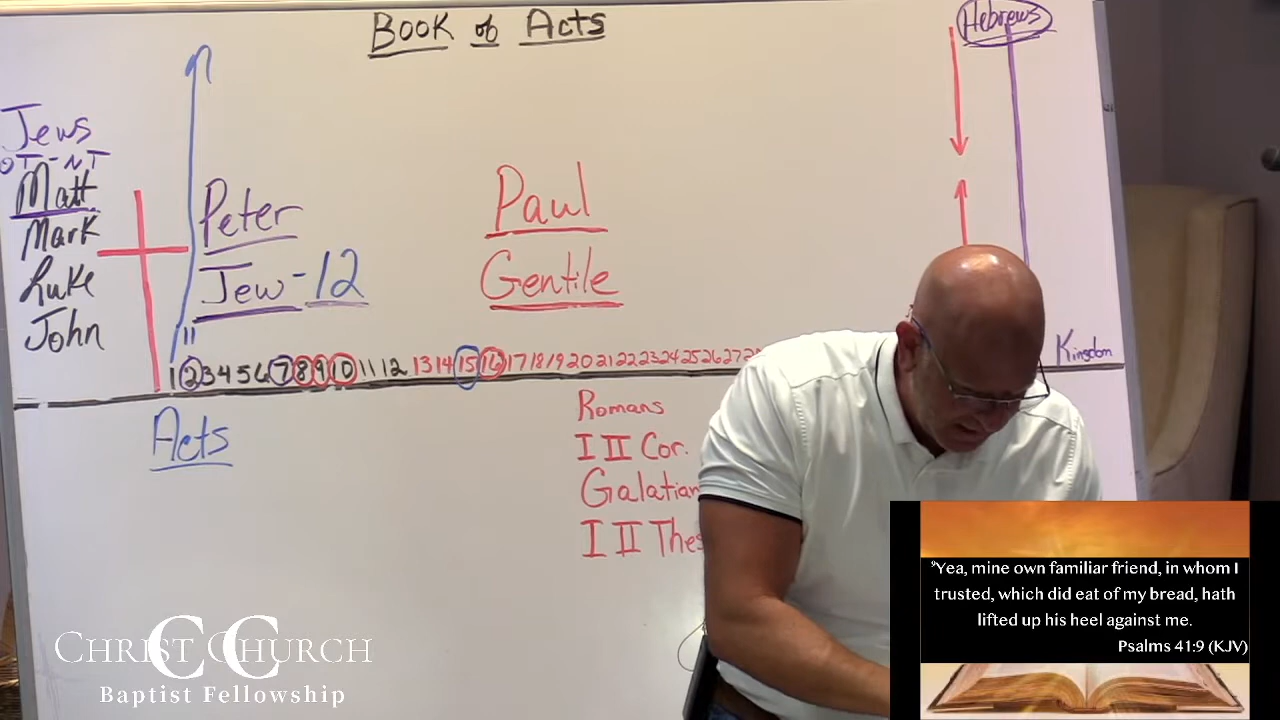 Book of Acts
Hebrews
Jews
OT-NT
Matt
Mark
Luke
John
Peter
Jew-12
Paul
Gentile
11
1 2 3 4 5 6 7 8 9 10 11 12 13 14 15 16 17 18 19 20 21 22 23 24 25 26 27
Kingdom
Acts
Romans
I II Cor.
Galatian
I II Thes
CC
Christ Church
Baptist Fellowship
⁹Yea, mine own familiar friend, in whom I
trusted, which did eat of my bread, hath
lifted up his heel against me.
Psalms 41:9 (KJV)